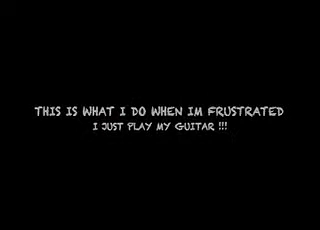 THIS IS WHAT I DO WHEN IM FRUSTRATED
I JUST PLAY MY GUITAR !!!